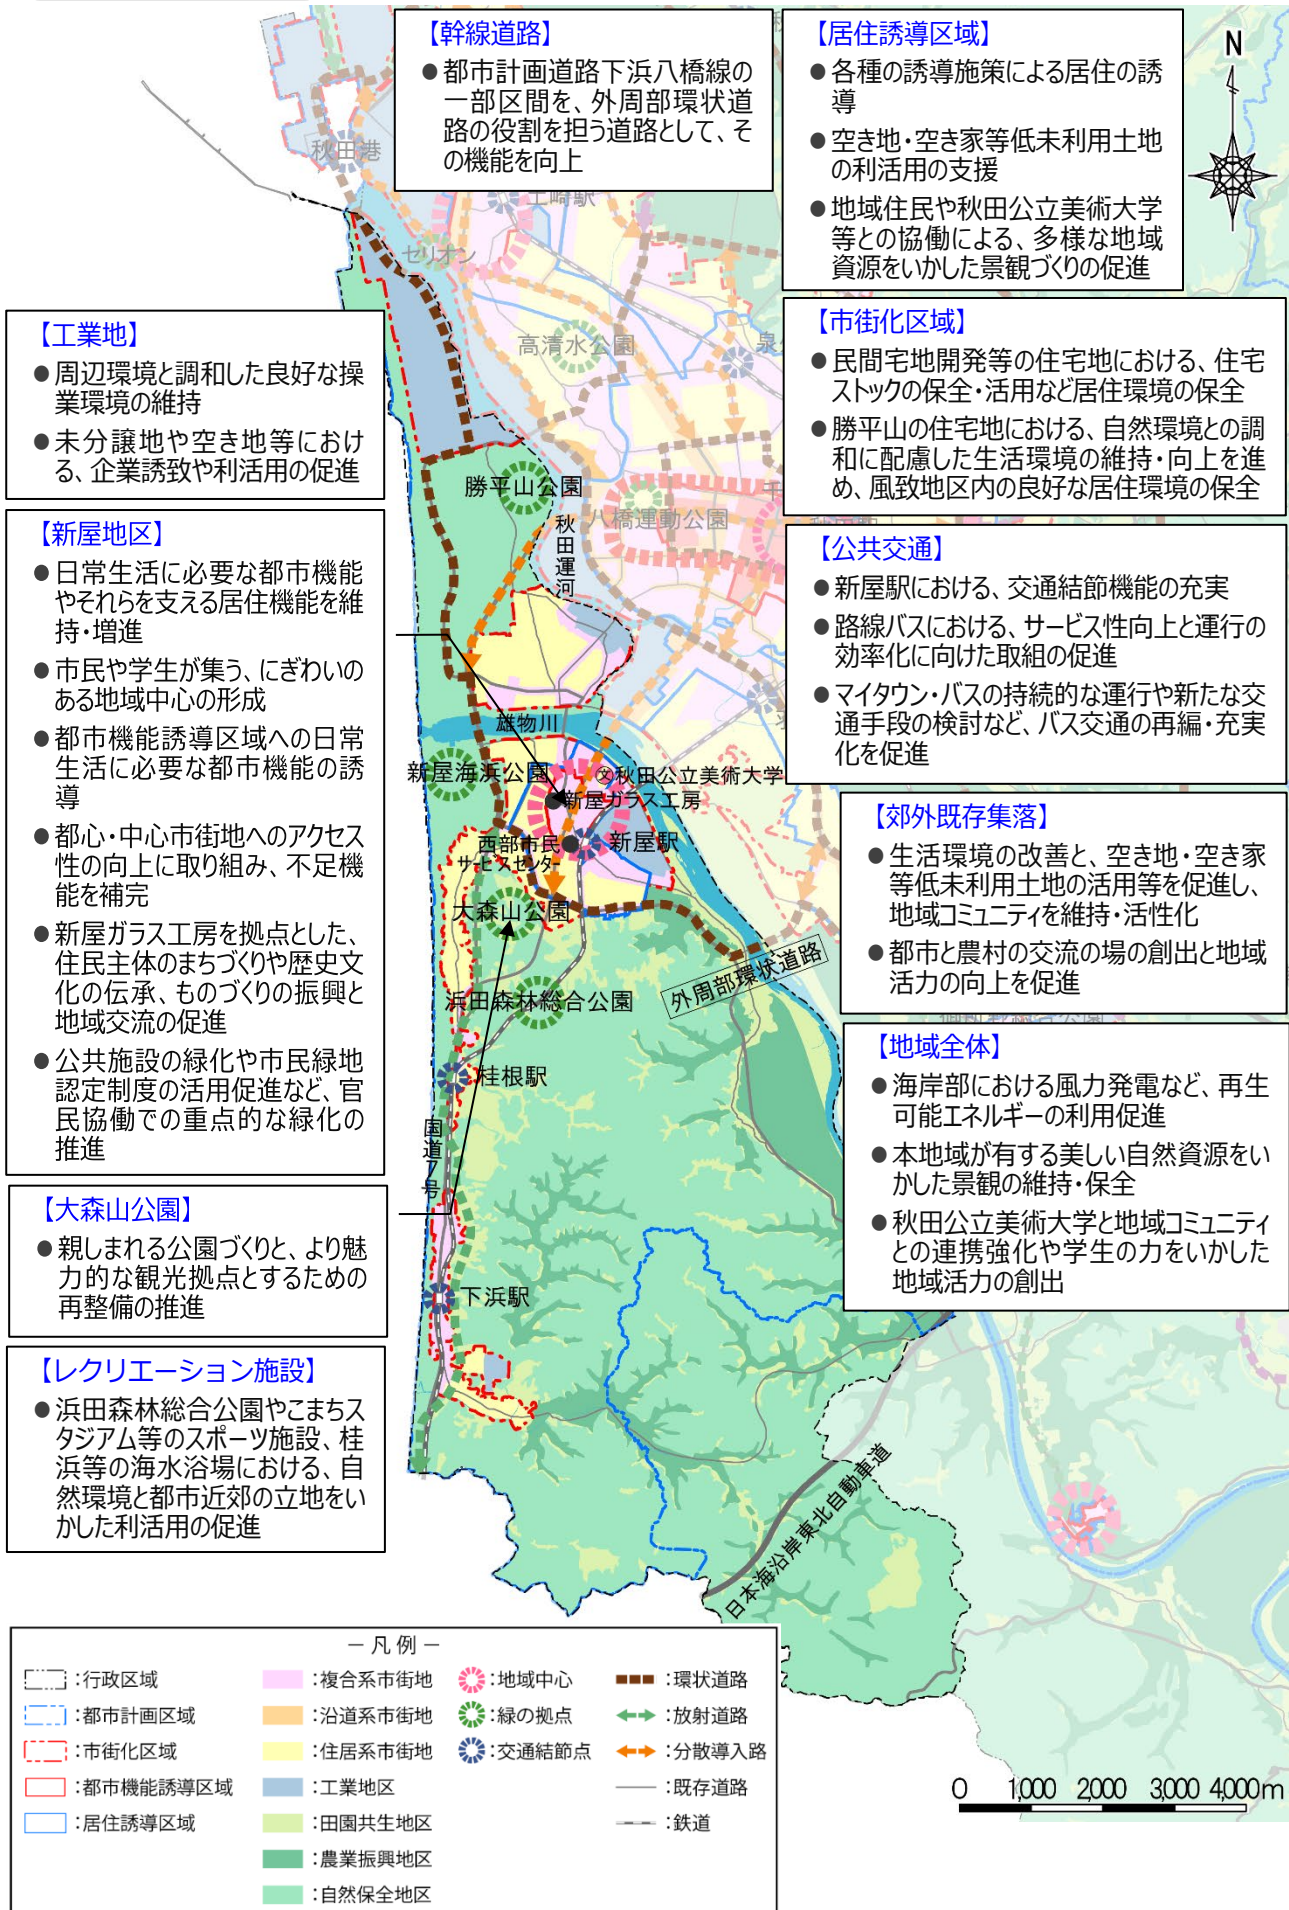 【幹線道路】
●都市計画道路下浜八橋線の
一部区間を、外周部環状道
路の役割を担う道路として、そ
の機能を向上
【居住誘導区域】
●各種の誘導施策による居住の誘
導
●空き地・空き家等低未利用土地
の利活用の支援
●地域住民や秋田公立美術大学
等との協働による、多様な地域
資源をいかした景観づくりの促進
N
【工業地】
●周辺環境と調和した良好な操
業環境の維持
●未分譲地や空き地等におけ
る、企業誘致や利活用の促進
【市街化区域】
●民間宅地開発等の住宅地における、住宅
ストックの保全・活用など居住環境の保全
●勝平山の住宅地における、自然環境との調
和に配慮した生活環境の維持・向上を進
め、風致地区内の良好な居住環境の保全
【新屋地区】
●日常生活に必要な都市機能
やそれらを支える居住機能を維
持・増進
●市民や学生が集う、にぎわいの
ある地域中心の形成
●都市機能誘導区域への日常
生活に必要な都市機能の誘
導
●都心・中心市街地へのアクセス
性の向上に取り組み、不足機
能を補完
●新屋ガラス工房を拠点とした、
住民主体のまちづくりや歴史文
化の伝承、ものづくりの振興と
地域交流の促進
●公共施設の緑化や市民緑地
認定制度の活用促進など、官
民協働での重点的な緑化の
推進
【公共交通】
●新屋駅における、交通結節機能の充実
●路線バスにおける、サービス性向上と運行の
効率化に向けた取組の促進
●マイタウン・バスの持続的な運行や新たな交
通手段の検討など、バス交通の再編・充実
化を促進
【郊外既存集落】
●生活環境の改善と、空き地・空き家
等低未利用土地の活用等を促進し、
地域コミュニティを維持・活性化
●都市と農村の交流の場の創出と地域
活力の向上を促進
【地域全体】
●海岸部における風力発電など、再生
可能エネルギーの利用促進
●本地域が有する美しい自然資源をい
かした景観の維持・保全
●秋田公立美術大学と地域コミュニティ
との連携強化や学生の力をいかした
地域活力の創出
【大森山公園】
●親しまれる公園づくりと、より魅
力的な観光拠点とするための
再整備の推進
【レクリエーション施設】
●浜田森林総合公園やこまちス
タジアム等のスポーツ施設、桂
浜等の海水浴場における、自
然環境と都市近郊の立地をい
かした利活用の促進
秋田港
土崎駅
セリオン
高清水公園
勝平山公園
八橋運動公園
秋田運河
雄物川
新屋海浜公園
文秋田公立美術大学
新屋ガラス工房
西部市民
サービスセンター
新屋駅
大森山公園
外周部環状道路
浜田森林総合公園
桂根駅
国道7号
下浜駅
日本海沿岸東北自動車道
－凡例－
：行政区域
：都市計画区域
：市街化区域
：都市機能誘導区域
：居住誘導区域
：複合系市街地
：沿道系市街地
：住居系市街地
：工業地区
：田園共生地区
：農業振興地区
：自然保全地区
：地域中心
：緑の拠点
：交通結節点
：環状道路
：放射道路
：分散導入路
：既存道路
：鉄道
0 1,000 2,000 3,000 4,000m